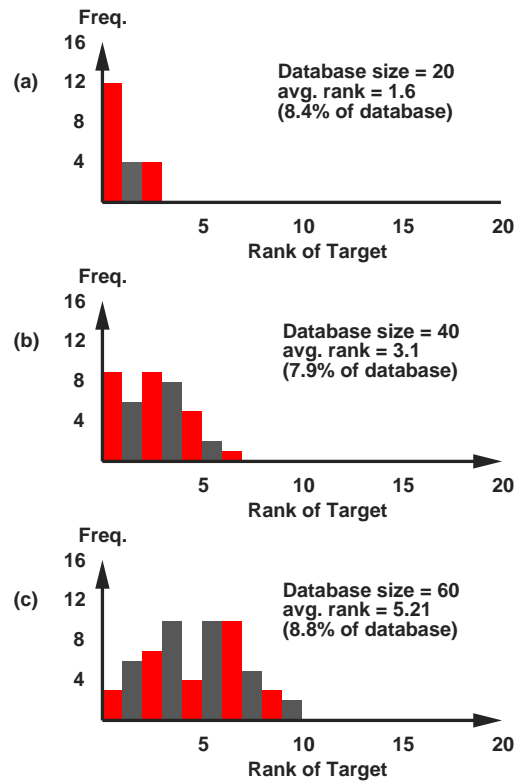 Freq.
16
(a)
12
8
4
Database size = 20
avg. rank = 1.6
(8.4% of database)
5 10 15 20
Rank of Target
Freq.
16
(b)
12
8
4
Database size = 40
avg. rank = 3.1
(7.9% of database)
5 10 15 20
Rank of Target
Freq.
16
(c)
12
8
4
Database size = 60
avg. rank = 5.21
(8.8% of database)
5 10 15 20
Rank of Target